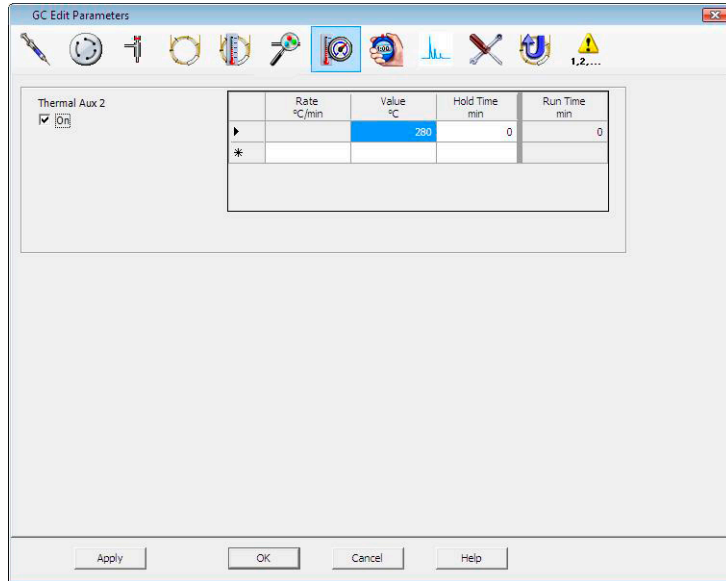 GC Edit Parameters
1,2,...
Thermal Aux 2
On
Rate Value Hold Time Run Time
°C/min °C min min
280 0 0
Apply OK Cancel Help